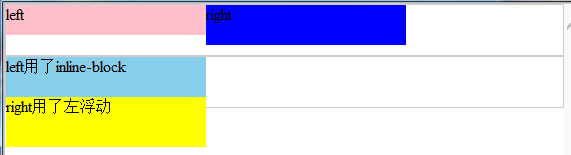 left right
left用了inline-block
right用了左浮动